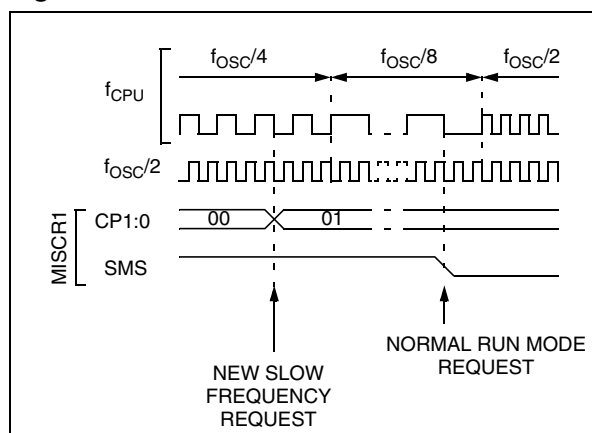 fOSC/4 fOSC/8 fOSC/2
fCPU
fOSC/2
MISCR1
CP1:0 00 01
SMS
NEW SLOW
FREQUENCY
REQUEST
NORMAL RUN MODE
REQUEST